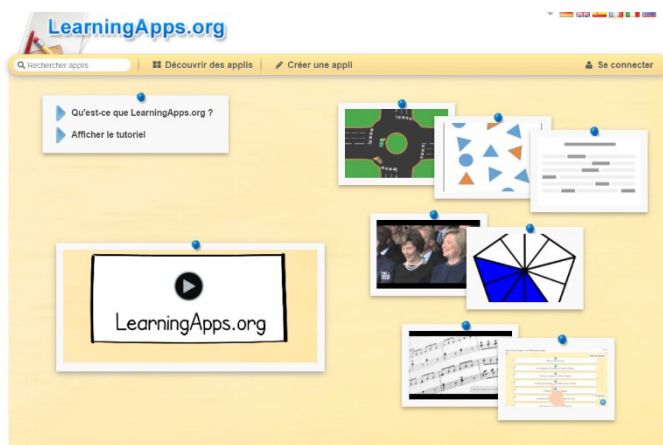 LearningApps.org
Rechercher applis
Découvrir des applis
Créer une appli
Se connecter
Qu'est-ce que LearningApps.org ?
Afficher le tutoriel
LearningApps.org